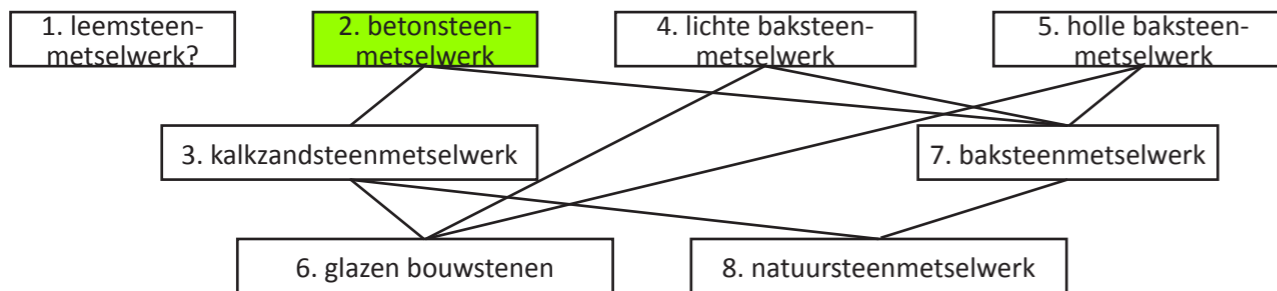 1. leemsteen-
metselwerk?
2. betonsteen-
metselwerk
4. lichte baksteen-
metselwerk
5. holle baksteen-
metselwerk
3. kalkzandsteenmetselwerk
7. baksteenmetselwerk
6. glazen bouwstenen
8. natuursteenmetselwerk